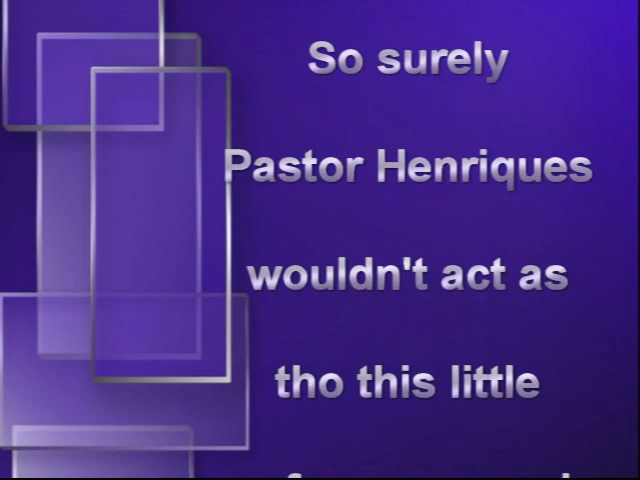 So surely
Pastor Henriques
wouldn't act as
tho this little